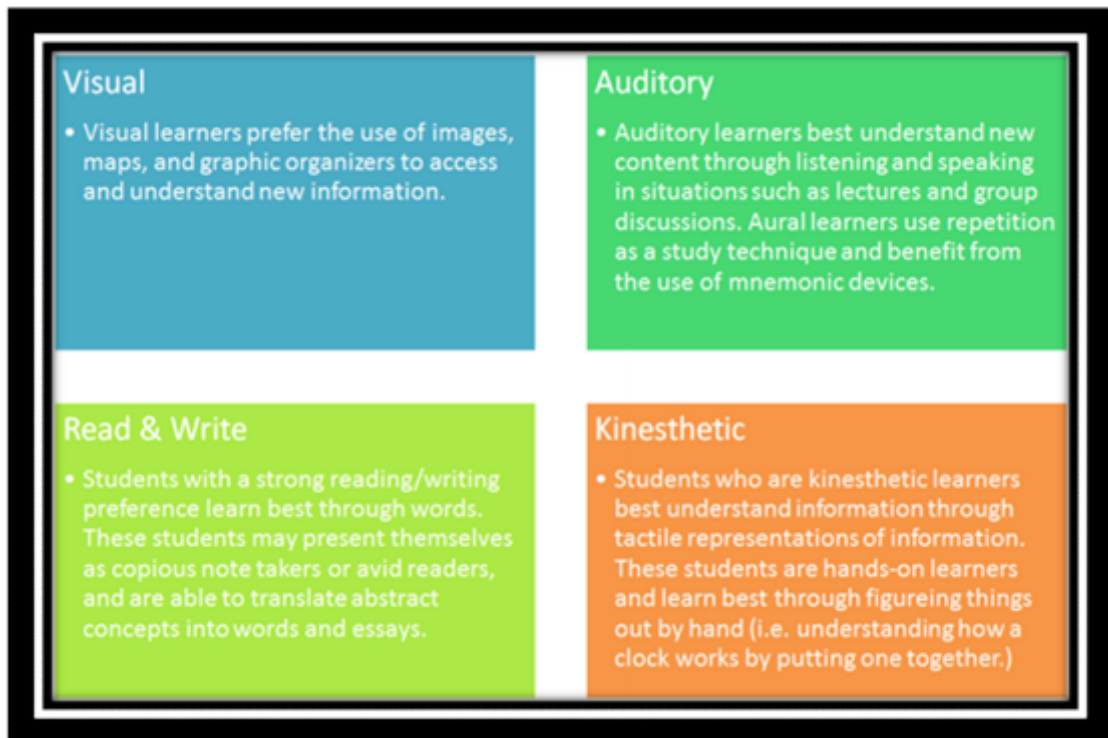 Visual
• Visual learners prefer the use of images,
maps, and graphic organizers to access
and understand new information.
Auditory
• Auditory learners best understand new
content through listening and speaking
in situations such as lectures and group
discussions. Aural learners use repetition
as a study technique and benefit from
the use of mnemonic devices.
Read & Write
• Students with a strong reading/writing
preference learn best through words.
These students may present themselves
as copious note takers or avid readers,
and are able to translate abstract
concepts into words and essays.
Kinesthetic
• Students who are kinesthetic learners
best understand information through
tactile representations of information.
These students are hands-on learners
and learn best through figureing things
out by hand (i.e. understanding how a
clock works by putting one together.)